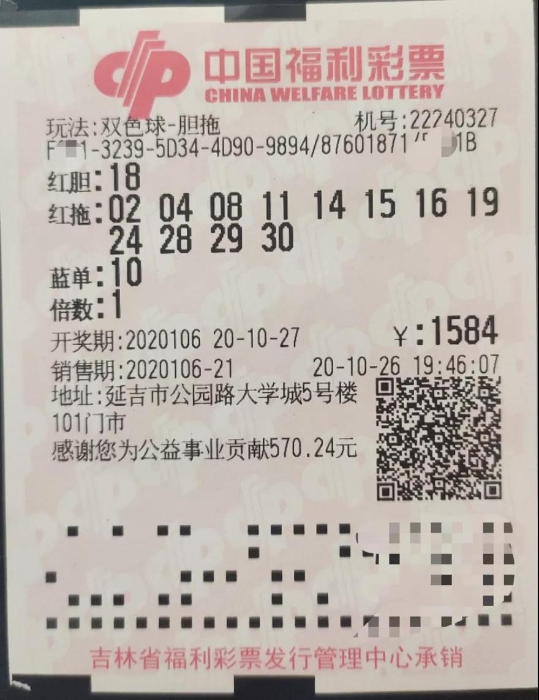 中国福利彩票
CHINA WELFARE LOTTERY
玩法:双色球-胆拖 机号:22240327
1-3239-5D34-4D90-9894/87601871 1B
红胆:18
红拖:02 04 08 11 14 15 16 19
24 28 29 30
蓝单:10
倍数:1
开奖期:2020106 20-10-27 ¥:1584
销售期:2020106-21 20-10-26 19:46:07
地址:延吉市公园路大学城5号楼
101门市
感谢您为公益事业贡献570.24元
吉林省福利彩票发行管理中心承销